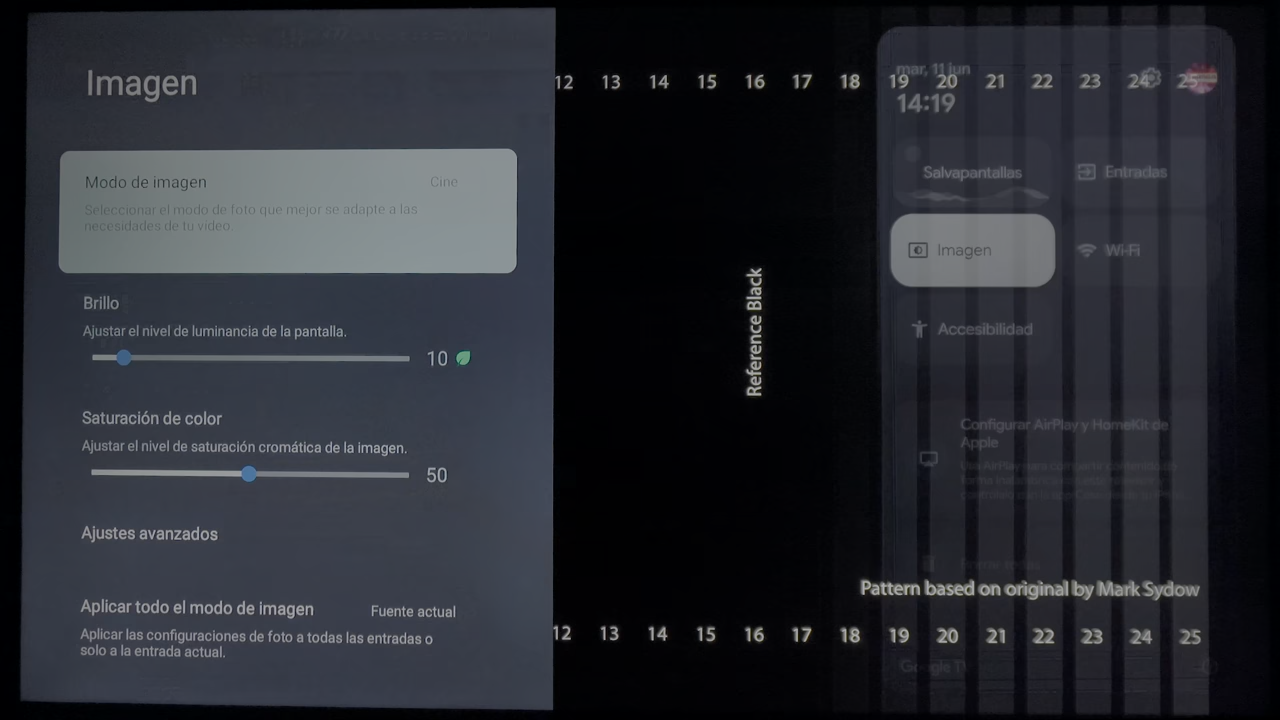 Imagen
Modo de imagen
Cine
Seleccionar el modo de foto que mejor se adapte a las
necesidades de tu video.
Brillo
Ajustar el nivel de luminancia de la pantalla.
10
Saturación de color
Ajustar el nivel de saturación cromática de la imagen.
50
Ajustes avanzados
Aplicar todo el modo de imagen
Fuente actual
Aplicar las configuraciones de foto a todas las entradas o
solo a la entrada actual.
12 13 14 15 16 17 18 19 20 21 22 23 24 25
Reference Black
mar, 11 jun
14:19
Salvapantallas
Entradas
Imagen
Wi-Fi
Accesibilidad
Configurar AirPlay y HomeKit de
Apple
Pattern based on original by Mark Sydow
12 13 14 15 16 17 18 19 20 21 22 23 24 25
Google TV